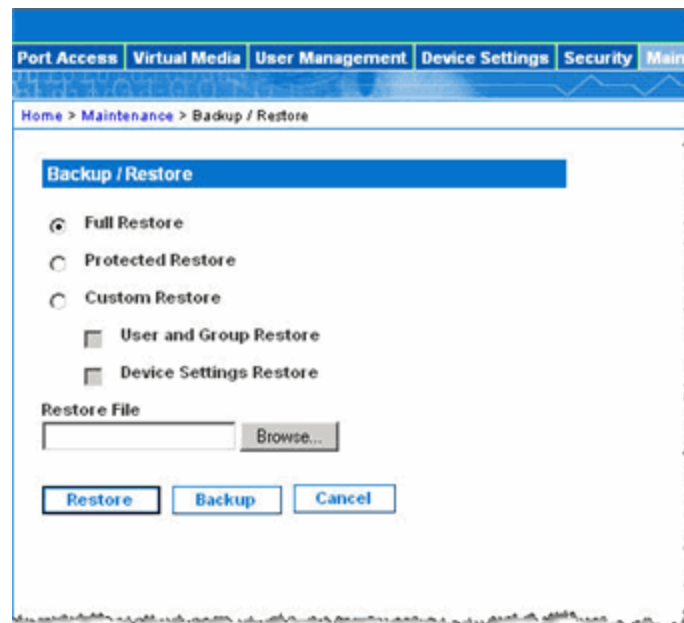 Port Access Virtual Media User Management Device Settings Security Main
Home > Maintenance > Backup / Restore
Backup / Restore
Full Restore
Protected Restore
Custom Restore
User and Group Restore
Device Settings Restore
Restore File
Browse...
Restore Backup Cancel